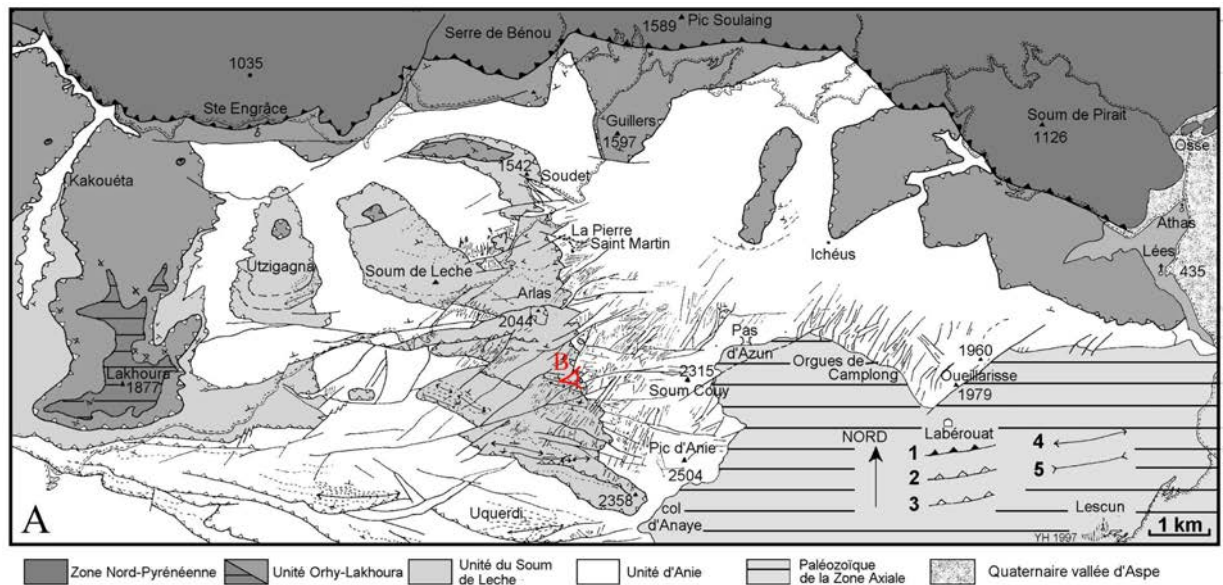 1589
Pic Soulaing
Serre de Bénou
1035
Ste Engrâce
Soum de Pirait
1126
Guillers
1597
Osse
Kakouéta
1542
Soudet
Athas
La Pierre
Saint Martin
Lées
435
Utzigagna
Soum de Leche
Ichéus
Arlas
2044
Pas
d'Azun
Orgues de
Camplong
1960
B
Oueillarisse
1979
2315
Soum Couy
Lakhoura
1877
Labérouat
NORD
1
4
Pic d'Anie
2504
2
5
2358
3
Lescun
Uquerdi
col
d'Anaye
A
YH 1997
1 km
Zone Nord-Pyrénéenne
Unité Orhy-Lakhoura
Unité du Soum
de Leche
Unité d'Anie
Paléozoïque
de la Zone Axiale
Quaternaire vallée d'Aspe